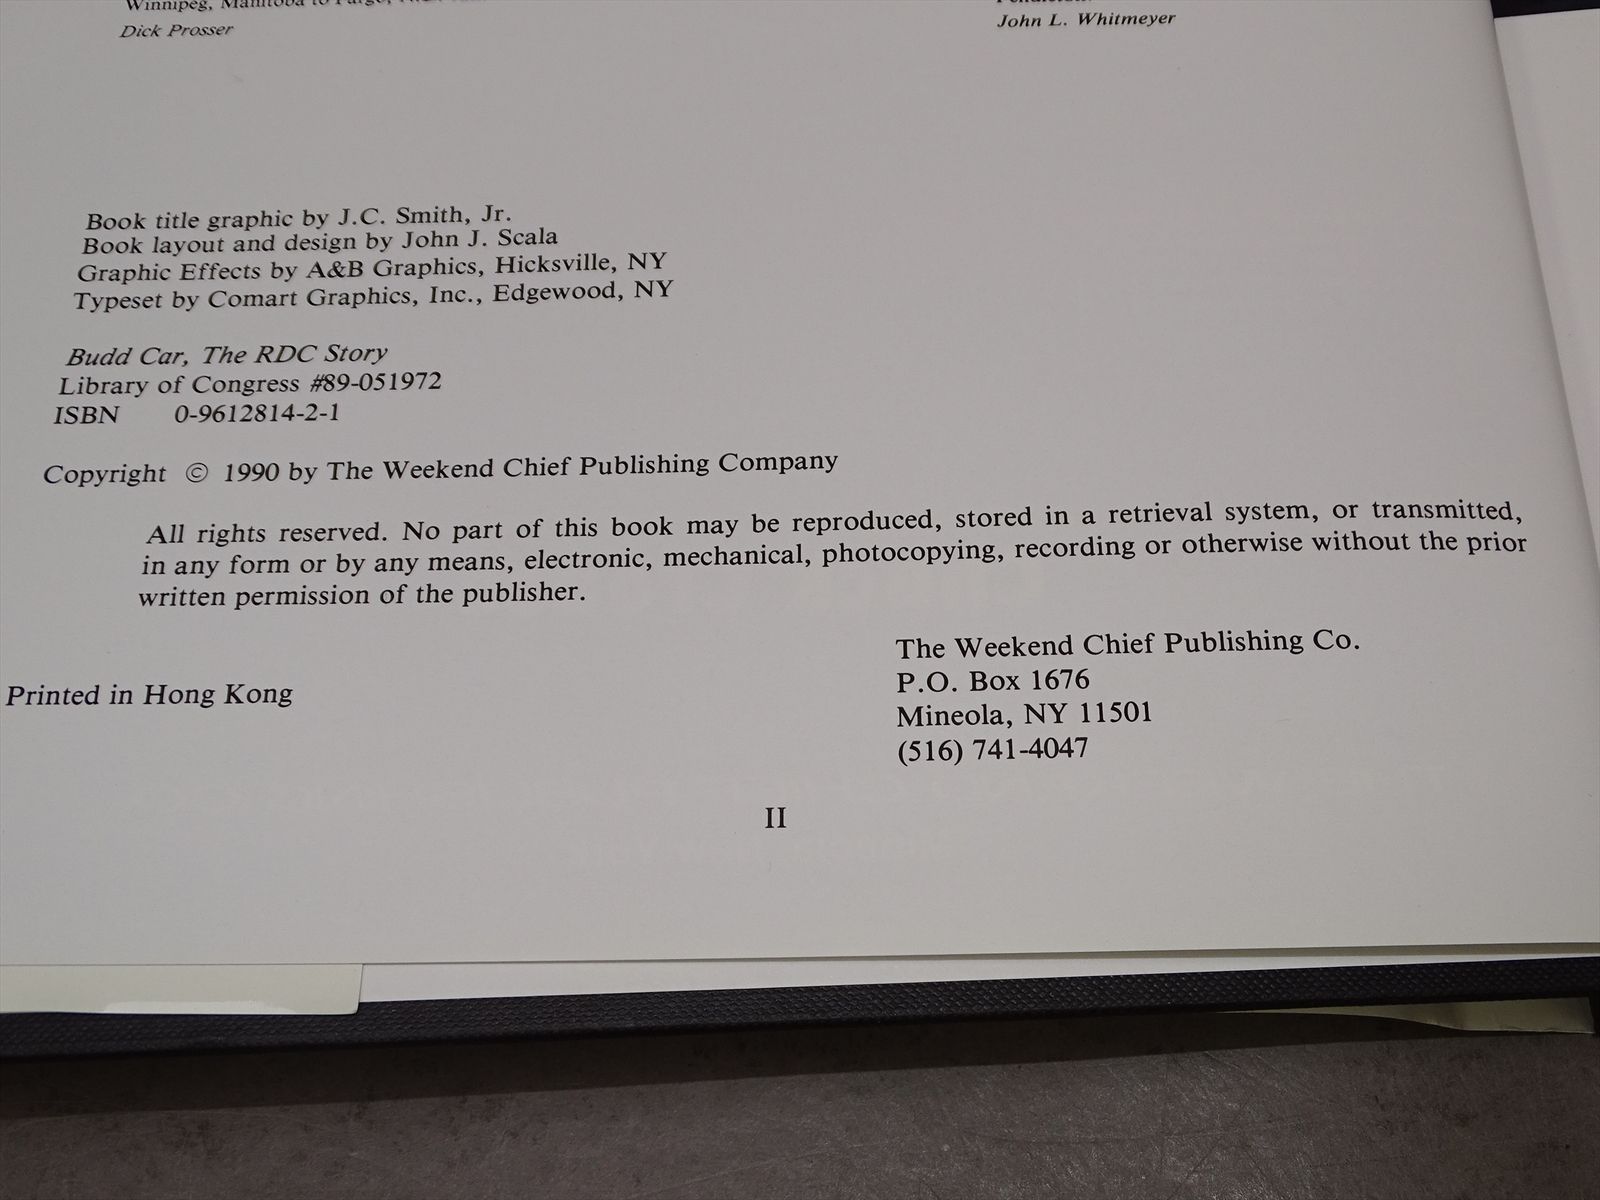 Winnipeg, Manitoba to Fargo,
Dick Prosser
John L. Whitmeyer
Book title graphic by J.C. Smith, Jr.
Book layout and design by John J. Scala
Graphic Effects by A&B Graphics, Hicksville, NY
Typeset by Comart Graphics, Inc., Edgewood, NY
Budd Car, The RDC Story
Library of Congress #89-051972
ISBN 0-9612814-2-1
Copyright © 1990 by The Weekend Chief Publishing Company
All rights reserved. No part of this book may be reproduced, stored in a retrieval system, or transmitted,
in any form or by any means, electronic, mechanical, photocopying, recording or otherwise without the prior
written permission of the publisher.
The Weekend Chief Publishing Co.
P.O. Box 1676
Mineola, NY 11501
(516) 741-4047
Printed in Hong Kong
II